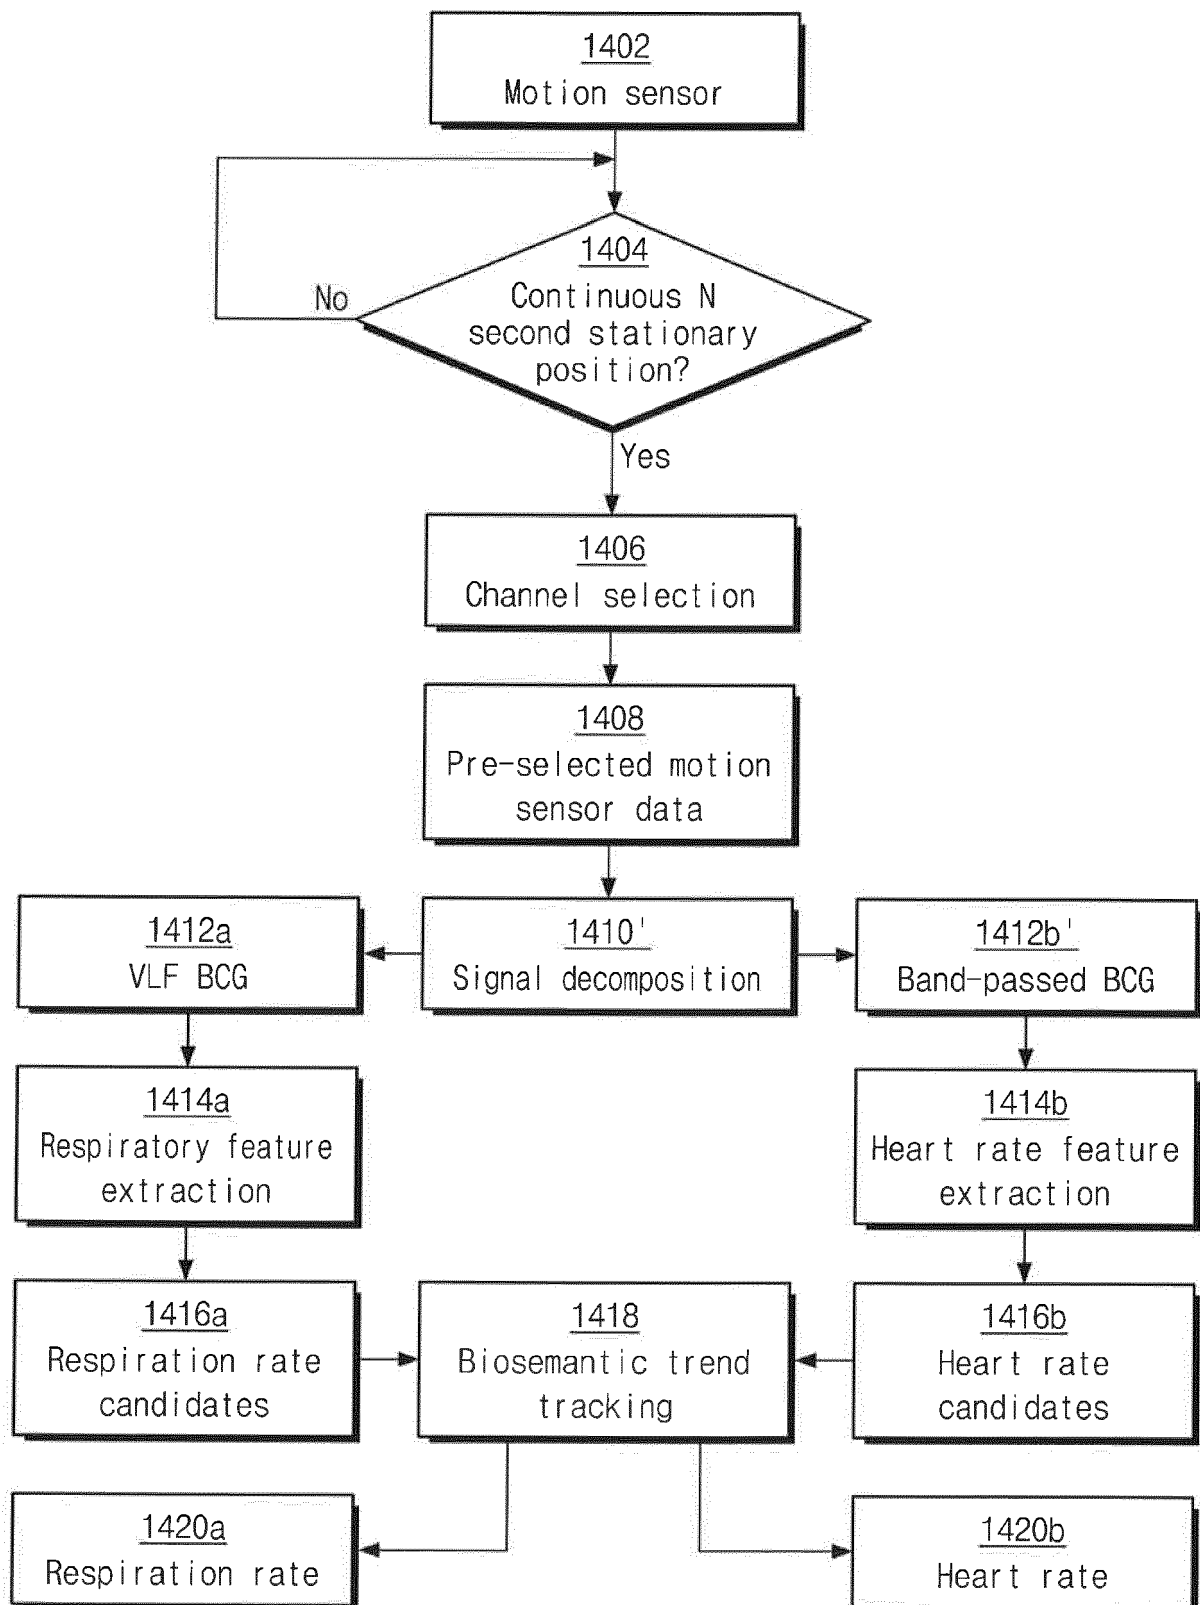 1402
Motion sensor
1404
Continuous N
second stationary
position?
No
Yes
1406
Channel selection
1408
Pre-selected motion
sensor data
1412a
VLF BCG
1410'
Signal decomposition
1412b'
Band-passed BCG
1414a
Respiratory feature
extraction
1414b
Heart rate feature
extraction
1416a
Respiration rate
candidates
1418
Biosemantic trend
tracking
1416b
Heart rate
candidates
1420a
Respiration rate
1420b
Heart rate